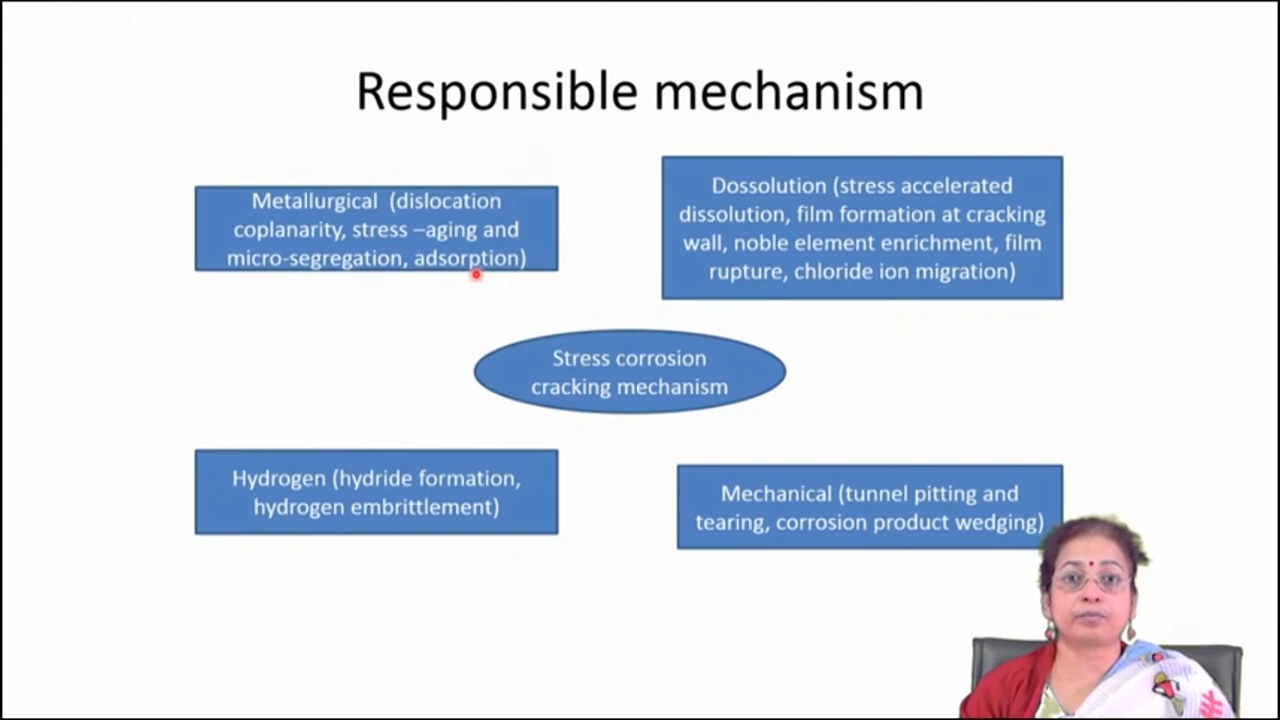 Responsible mechanism
Metallurgical (dislocation
coplanarity, stress –aging and
micro-segregation, adsorption)
Dossolution (stress accelerated
dissolution, film formation at cracking
wall, noble element enrichment, film
rupture, chloride ion migration)
Stress corrosion
cracking mechanism
Hydrogen (hydride formation,
hydrogen embrittlement)
Mechanical (tunnel pitting and
tearing, corrosion product wedging)